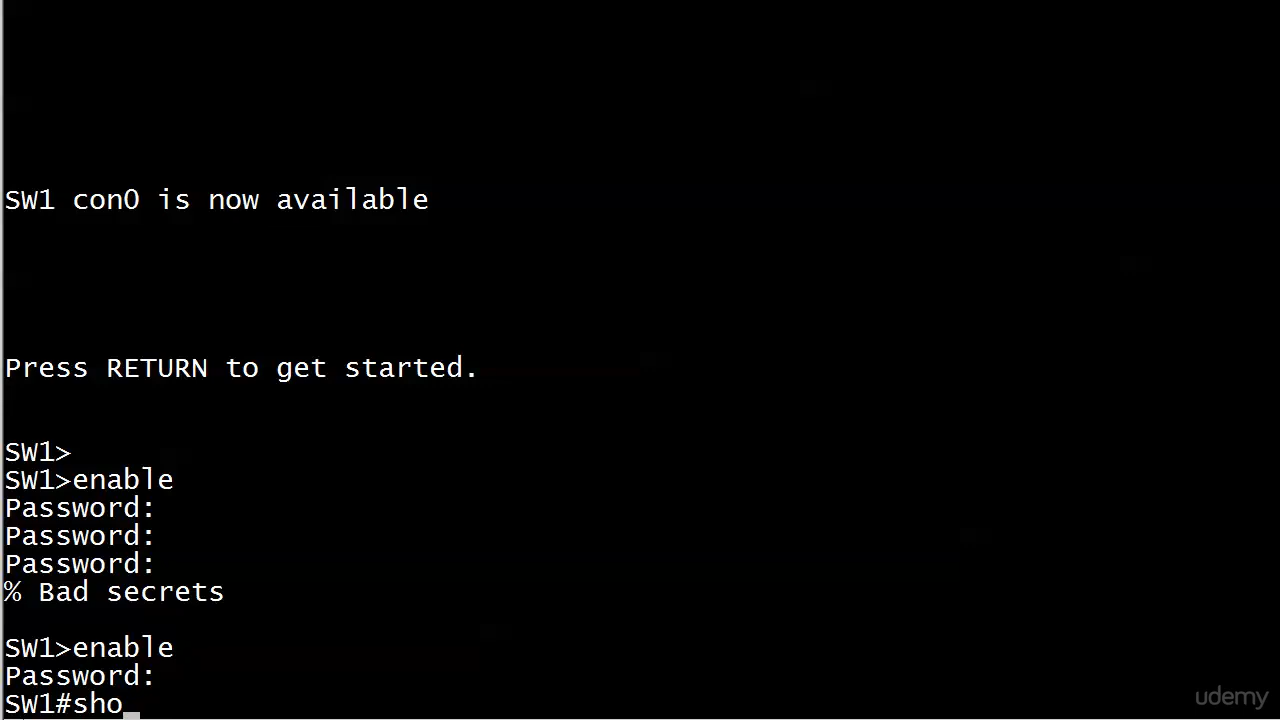 SW1 con0 is now available
Press RETURN to get started.
SW1>
SW1>enable
Password:
Password:
Password:
% Bad secrets
SW1>enable
Password:
SW1#sho
udemy